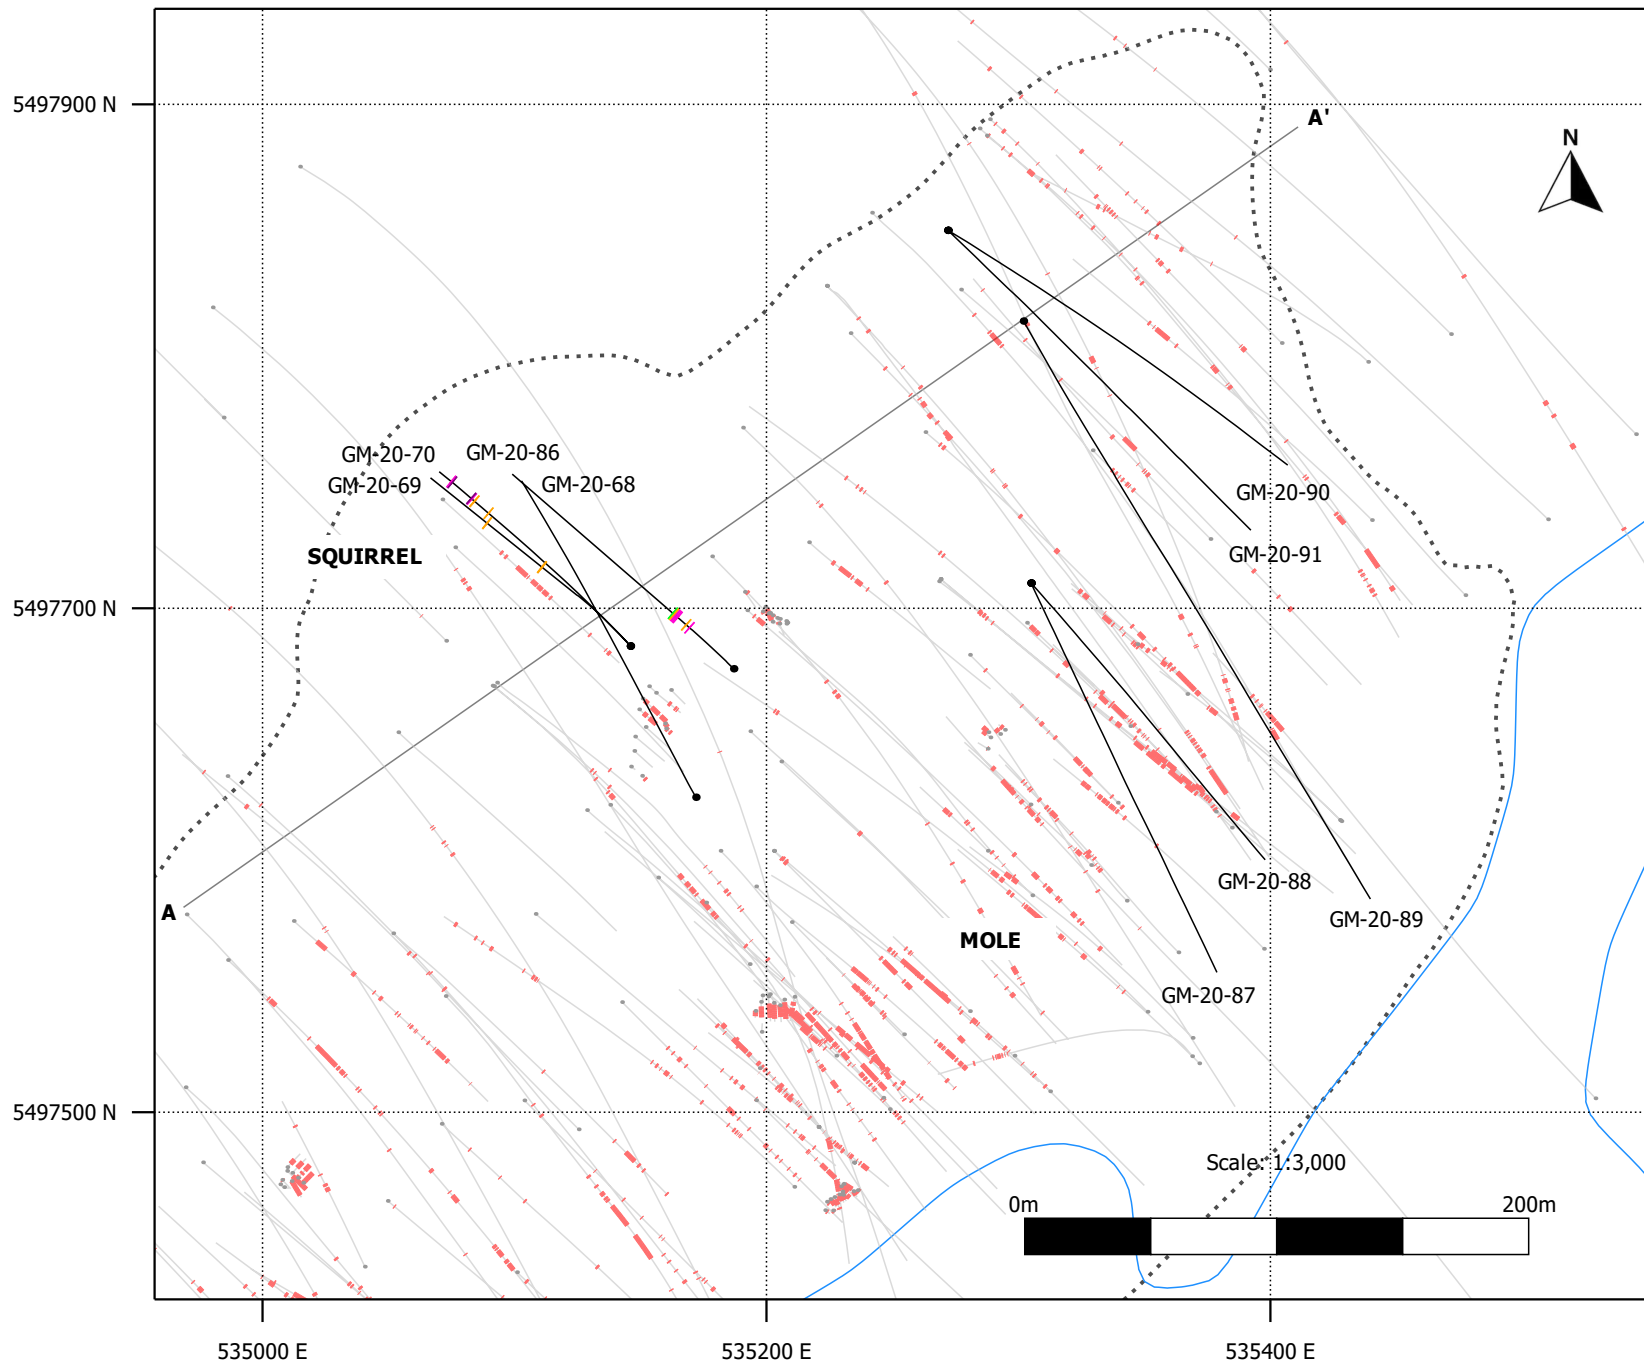 5497900 N
A'
N
GM-20-70
GM-20-86
GM-20-69
GM-20-68
GM-20-90
SQUIRREL
GM-20-91
5497700 N
GM-20-88
A
GM-20-89
MOLE
GM-20-87
5497500 N
Scale: 1:3,000
0m
200m
535000 E
535200 E
535400 E